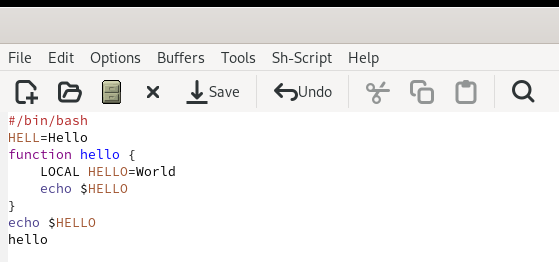 File Edit Options Buffers Tools Sh-Script Help
Save Undo
#/bin/bash
HELL=Hello
function hello {
    LOCAL HELLO=World
    echo $HELLO
}
echo $HELLO
hello